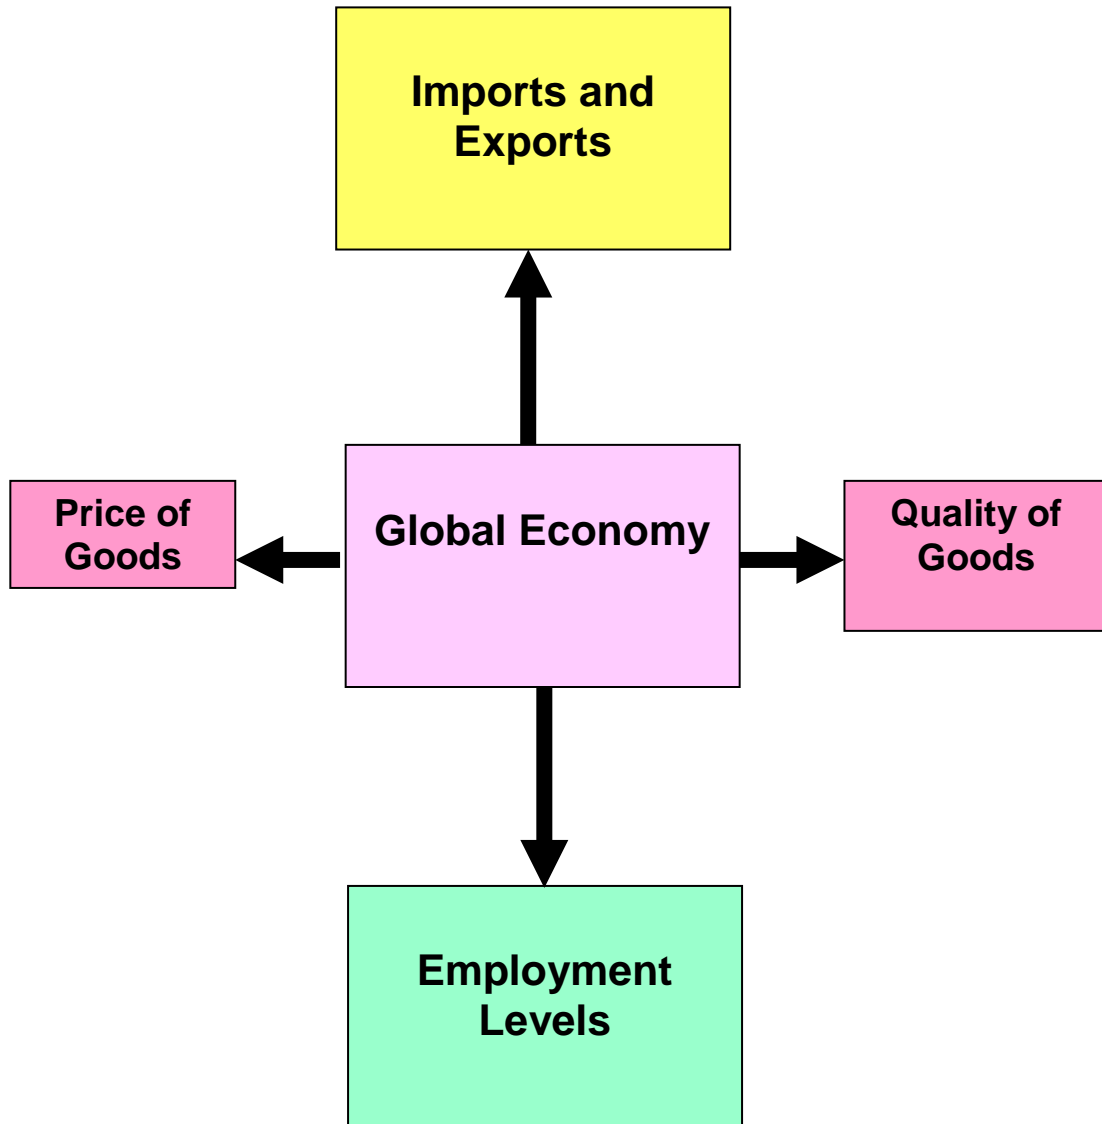 Imports and
Exports
Price of
Goods
Global Economy
Quality of
Goods
Employment
Levels